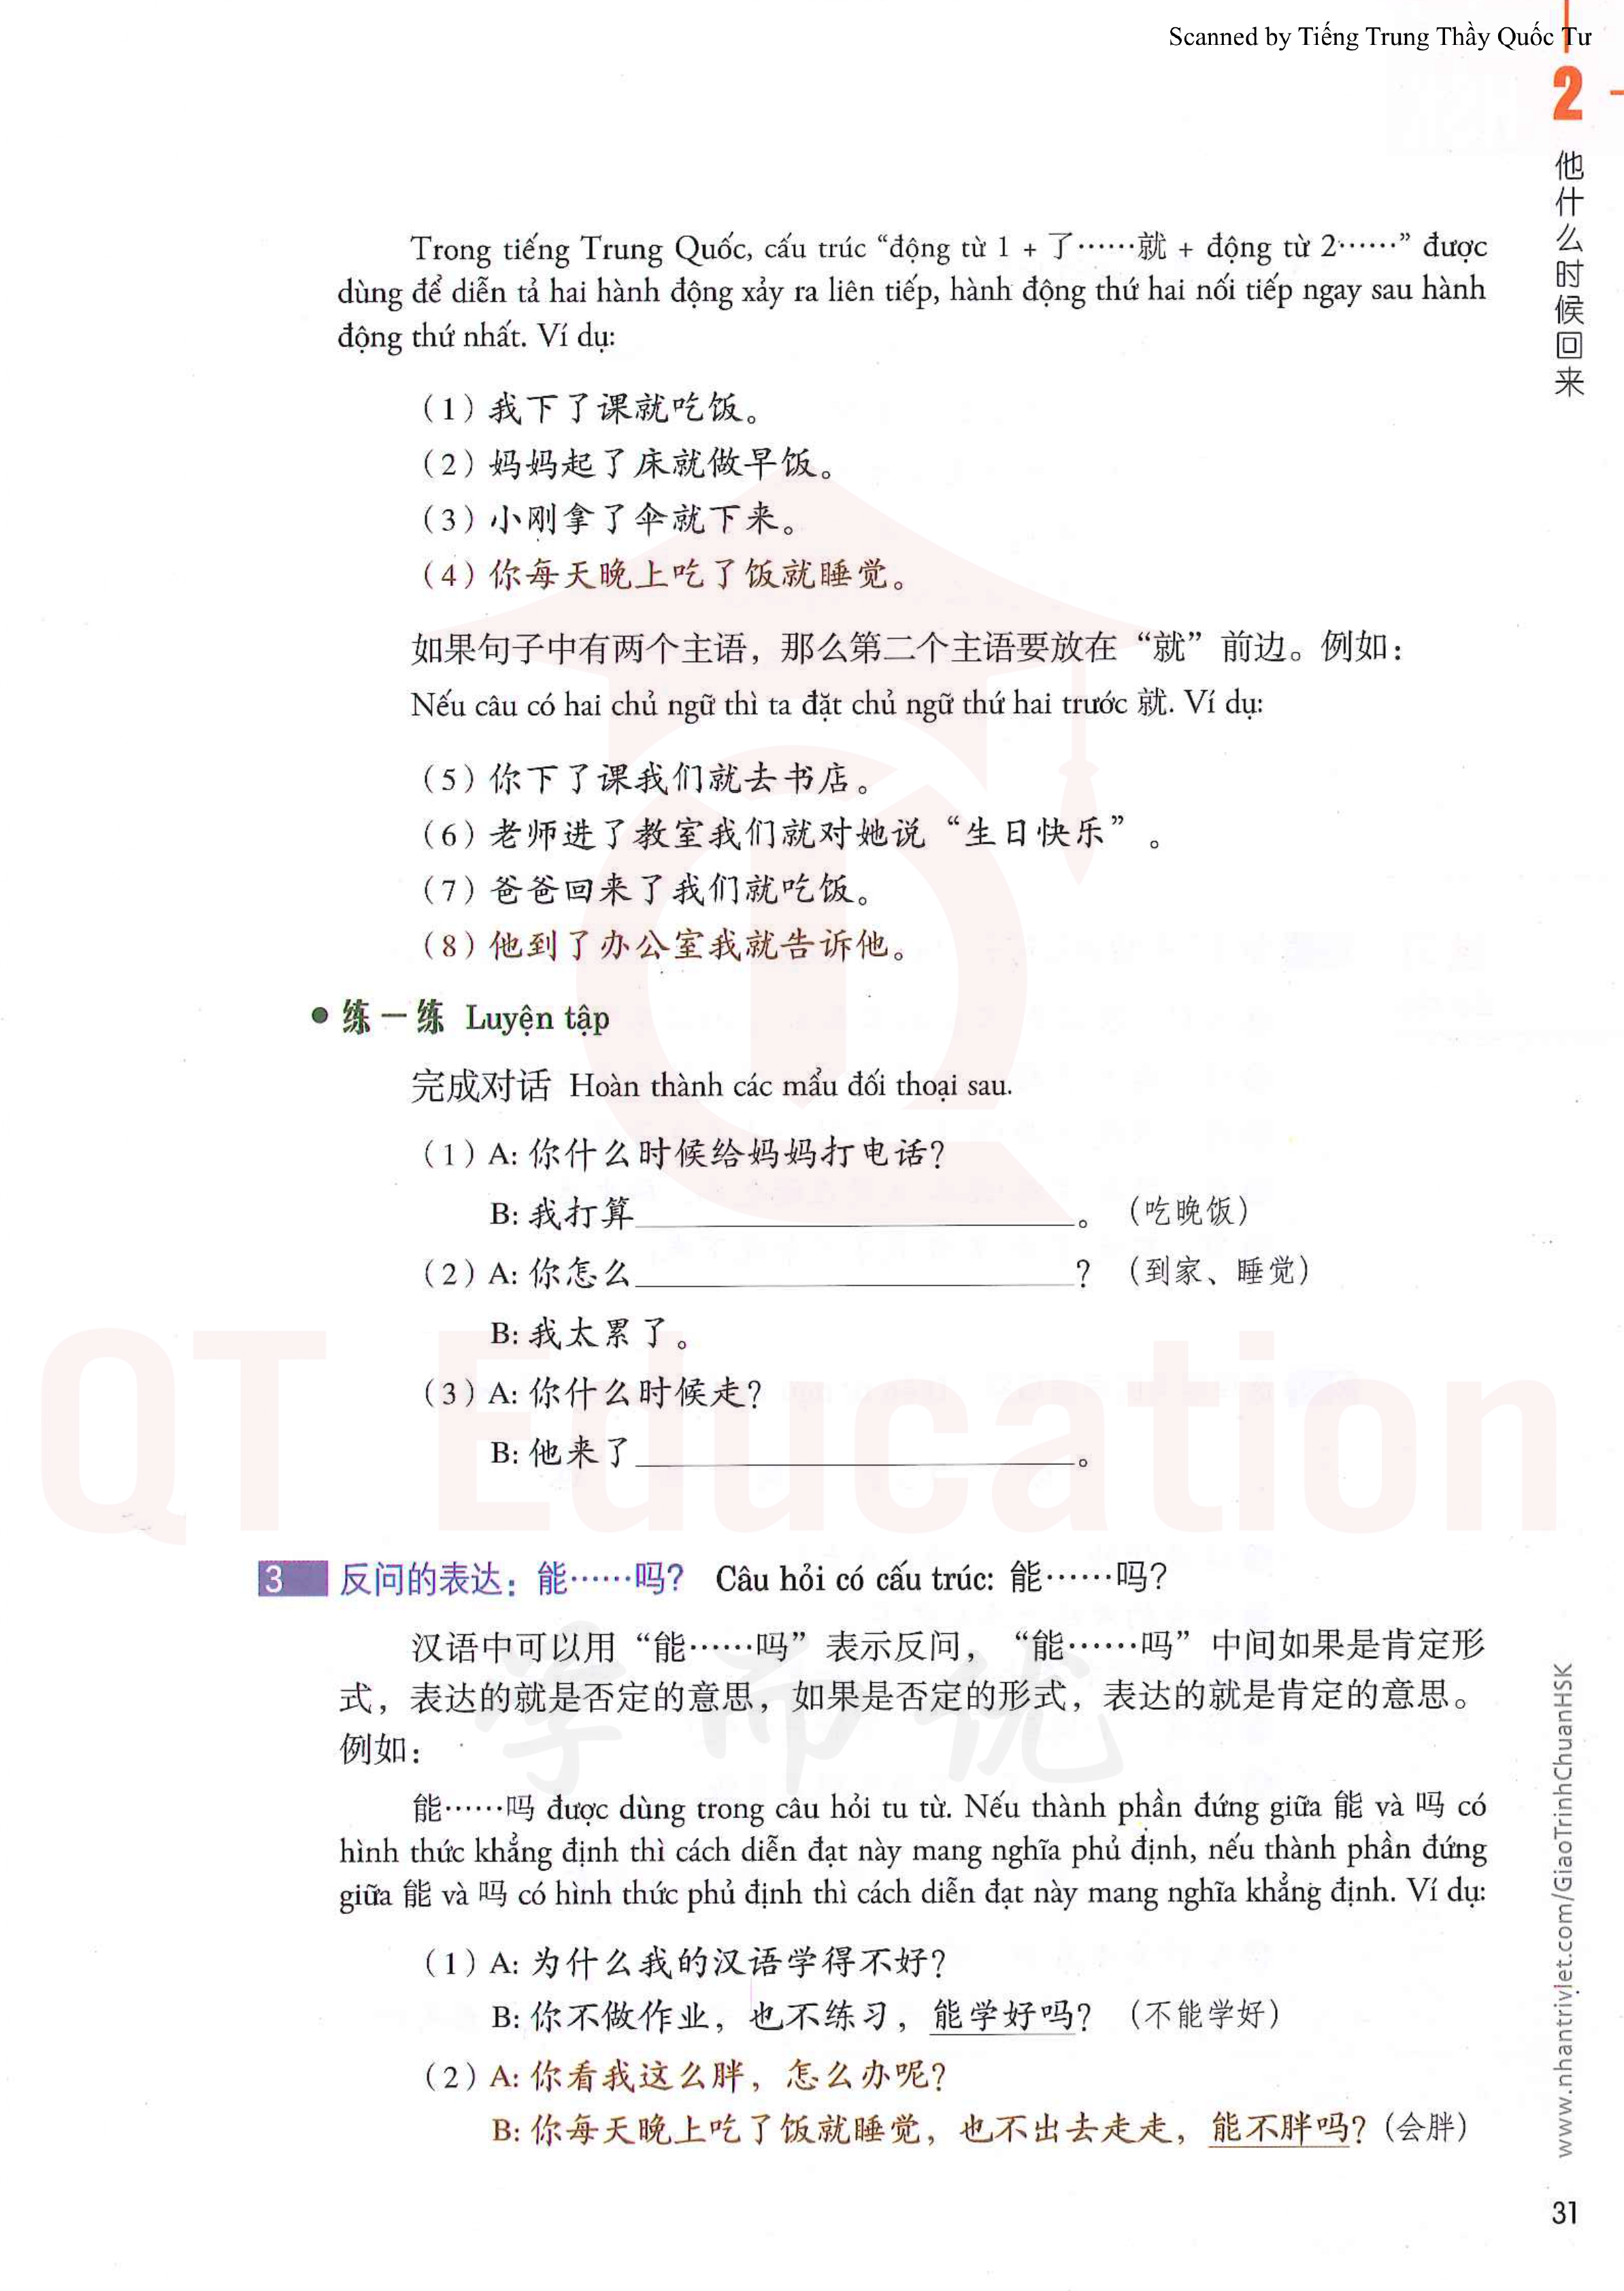 Scanned by Tiếng Trung Thầy Quốc Tư
2
他什么时候回来
Trong tiếng Trung Quốc, cấu trúc “động từ 1 + 了……就 + động từ 2……” được
dùng để diễn tả hai hành động xảy ra liên tiếp, hành động thứ hai nối tiếp ngay sau hành
động thứ nhất. Ví dụ:
（1）我下了课就吃饭。
（2）妈妈起了床就做早饭。
（3）小刚拿了伞就下来。
（4）你每天晚上吃了饭就睡觉。
如果句子中有两个主语，那么第二个主语要放在“就”前边。例如：
Nếu câu có hai chủ ngữ thì ta đặt chủ ngữ thứ hai trước 就. Ví dụ:
（5）你下了课我们就去书店。
（6）老师进了教室我们就对她说“生日快乐”。
（7）爸爸回来了我们就吃饭。
（8）他到了办公室我就告诉他。
● 练一练 Luyện tập
完成对话 Hoàn thành các mẩu đối thoại sau.
（1）A: 你什么时候给妈妈打电话？
B: 我打算______________。（吃晚饭）
（2）A: 你怎么______________？（到家、睡觉）
B: 我太累了。
（3）A: 你什么时候走？
B: 他来了______________。
QT Education
3 反问的表达：能……吗？ Câu hỏi có cấu trúc: 能……吗？
汉语中可以用“能……吗”表示反问，“能……吗”中间如果是肯定形
式，表达的就是否定的意思，如果是否定的形式，表达的就是肯定的意思。
例如：
学而优
能……吗 được dùng trong câu hỏi tu từ. Nếu thành phần đứng giữa 能 và 吗 có
hình thức khẳng định thì cách diễn đạt này mang nghĩa phủ định, nếu thành phần đứng
giữa 能 và 吗 có hình thức phủ định thì cách diễn đạt này mang nghĩa khẳng định. Ví dụ:
（1）A: 为什么我的汉语学得不好？
B: 你不做作业，也不练习，能学好吗？（不能学好）
（2）A: 你看我这么胖，怎么办呢？
B: 你每天晚上吃了饭就睡觉，也不出去走走，能不胖吗？（会胖）
www.nhantriviet.com/GiaoTrinhChuanHSK
31